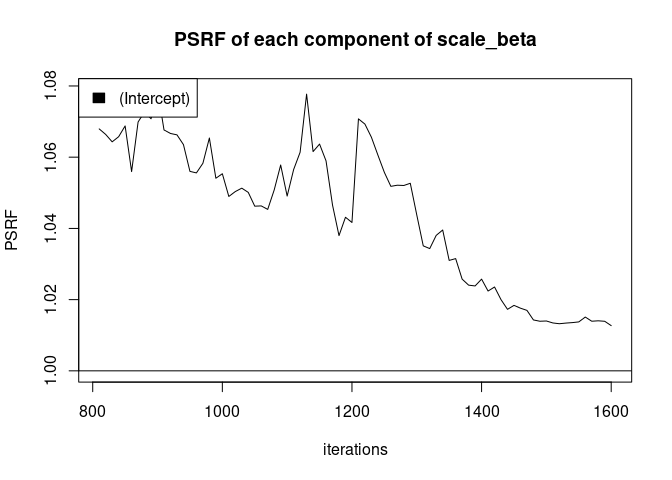 PSRF of each component of scale_beta
(Intercept)
PSRF
1.08
1.06
1.04
1.02
1.00
800 1000 1200 1400 1600
iterations